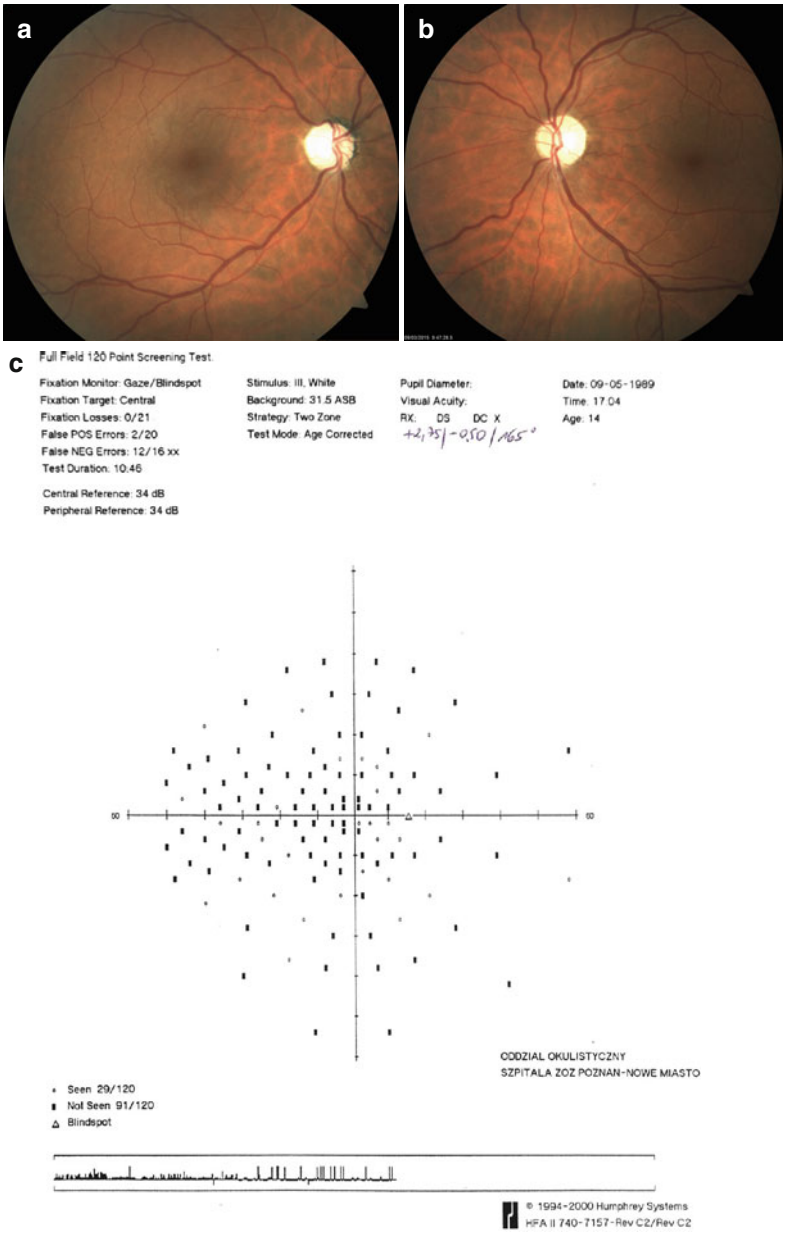 a
b
c
Full Field 120 Point Screening Test.
Fixation Monitor: Gaze/Blindspot
Fixation Target: Central
Fixation Losses: 0/21
False POS Errors: 2/20
False NEG Errors: 12/16 xx
Test Duration: 10:46
Central Reference: 34 dB
Peripheral Reference: 34 dB
Stimulus: III, White
Background: 31.5 ASB
Strategy: Two Zone
Test Mode: Age Corrected
Pupil Diameter:
Visual Acuity:
RX: DS DC X
+2,75/-0,50/165°
Date: 09-05-1989
Time: 17 04
Age: 14
60
ODDZIAL OKULISTYCZNY
SZPITALA ZOZ POZNAN-NOWE MIASTO
Seen 29/120
Not Seen 91/120
Blindspot
© 1994-2000 Humphrey Systems
HFA II 740-7157-Rev C2/Rev C2